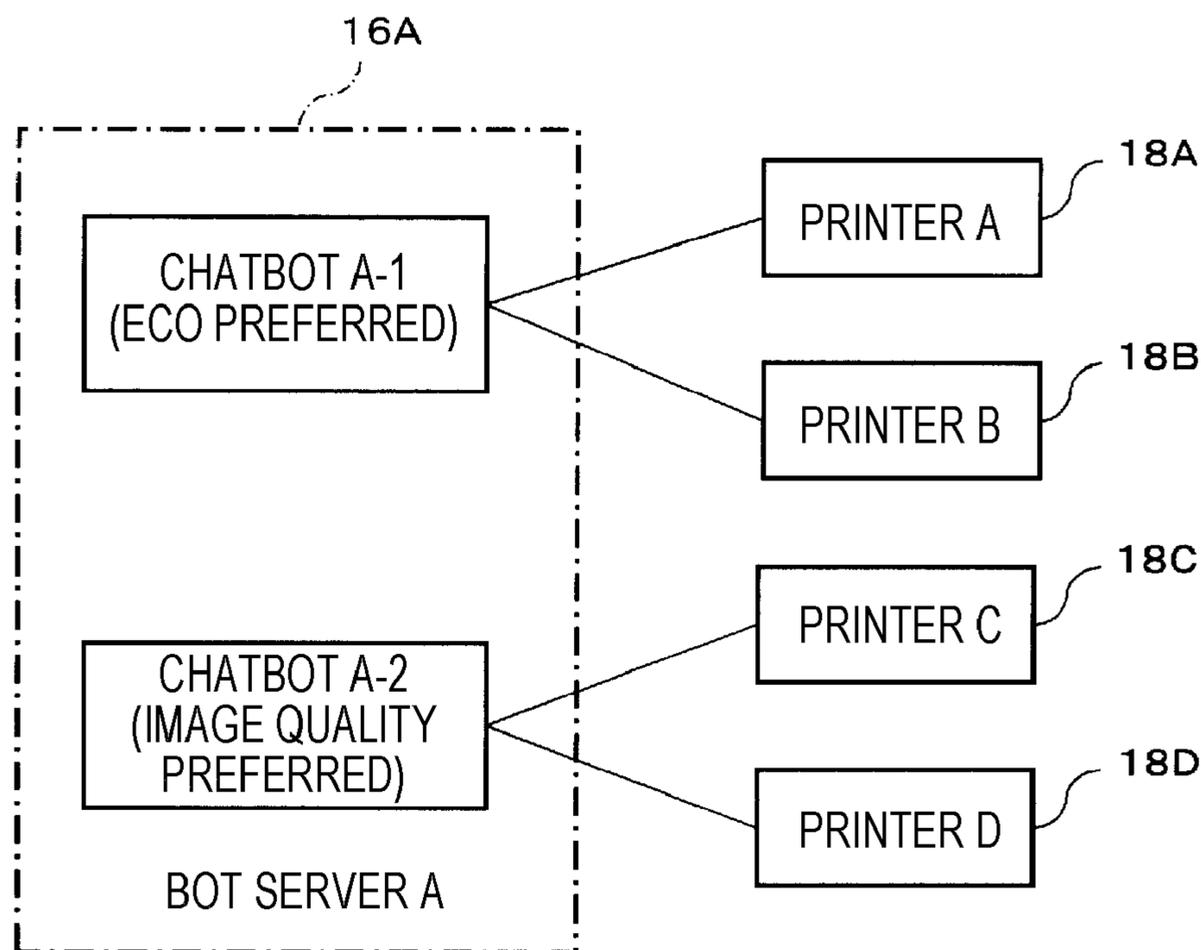 16A
CHATBOT A-1
(ECO PREFERRED)
PRINTER A
18A
PRINTER B
18B
CHATBOT A-2
(IMAGE QUALITY
PREFERRED)
PRINTER C
18C
PRINTER D
18D
BOT SERVER A